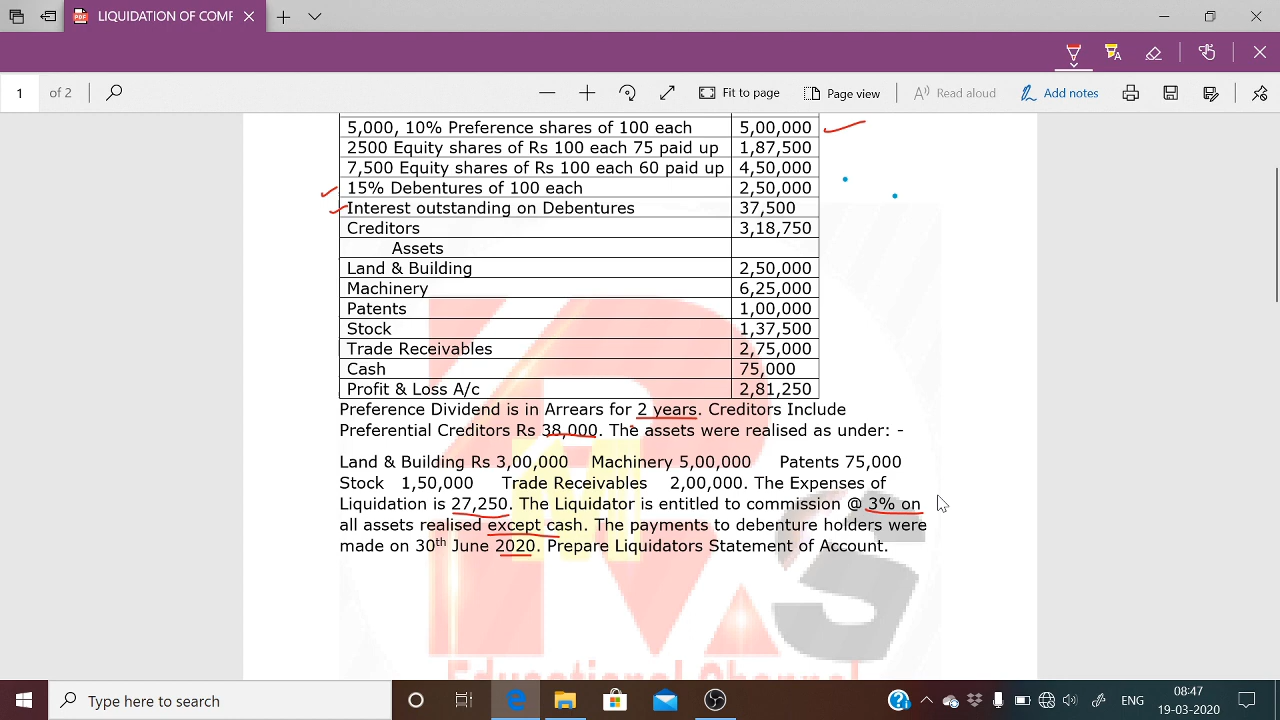 LIQUIDATION OF COMF
1 of 2
Fit to page
Page view
Read aloud
Add notes
5,000, 10% Preference shares of 100 each 5,00,000
2500 Equity shares of Rs 100 each 75 paid up 1,87,500
7,500 Equity shares of Rs 100 each 60 paid up 4,50,000
15% Debentures of 100 each 2,50,000
Interest outstanding on Debentures 37,500
Creditors 3,18,750
Assets
Land & Building 2,50,000
Machinery 6,25,000
Patents 1,00,000
Stock 1,37,500
Trade Receivables 2,75,000
Cash 75,000
Profit & Loss A/c 2,81,250
Preference Dividend is in Arrears for 2 years. Creditors Include
Preferential Creditors Rs 38,000. The assets were realised as under: -
Land & Building Rs 3,00,000 Machinery 5,00,000 Patents 75,000
Stock 1,50,000 Trade Receivables 2,00,000. The Expenses of
Liquidation is 27,250. The Liquidator is entitled to commission @ 3% on
all assets realised except cash. The payments to debenture holders were
made on 30th June 2020. Prepare Liquidators Statement of Account.
Educational Channel
Type here to search
ENG
08:47
19-03-2020